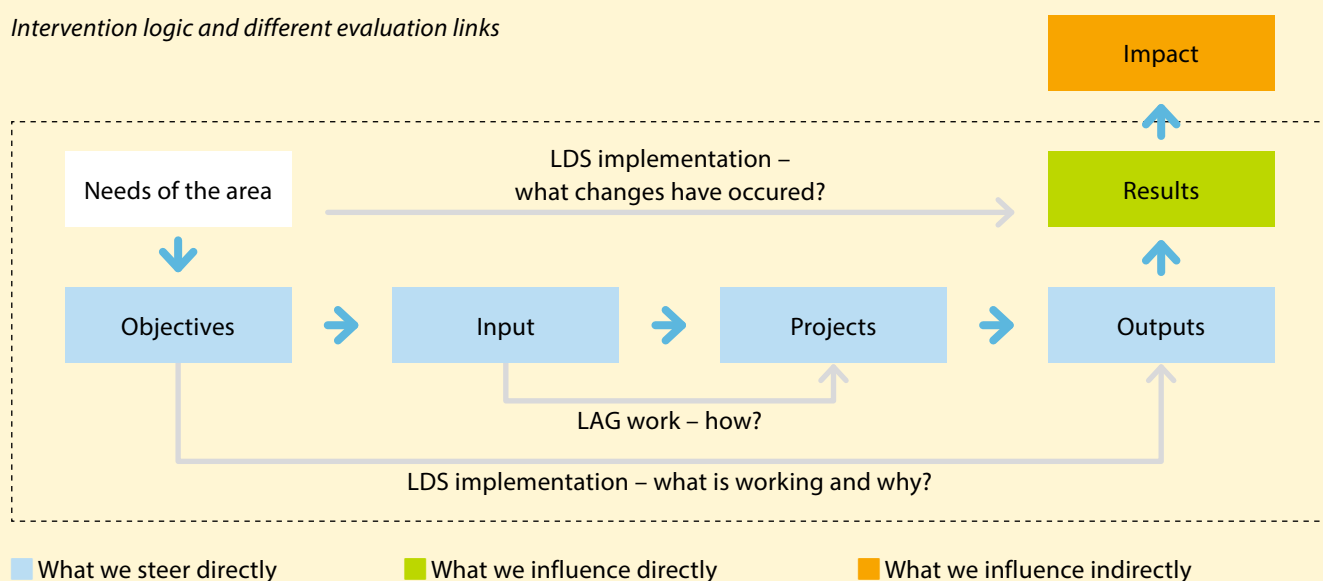 Intervention logic and different evaluation links
Impact
LDS implementation –
what changes have occured?
Needs of the area
Results
Objectives
Input
Projects
Outputs
LAG work – how?
LDS implementation – what is working and why?
What we steer directly
What we influence directly
What we influence indirectly